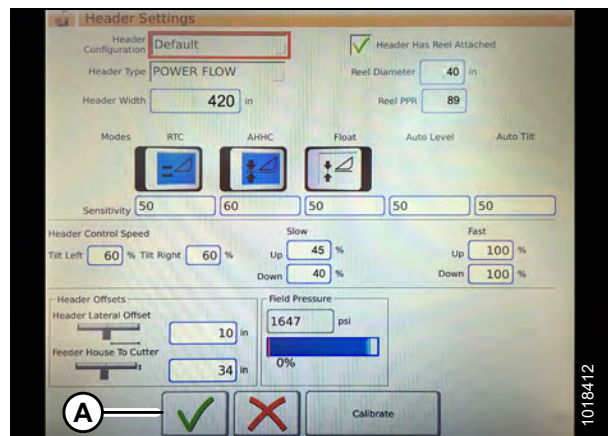 Header Settings
Header Configuration Default
Header Has Reel Attached
Header Type POWER FLOW
Reel Diameter 40 in
Header Width 420 in
Reel PPR 89
Modes RTC AHHC Float Auto Level Auto Tilt
Sensitivity 50 60 50 50 50
Header Control Speed
Slow
Fast
Tilt Left 60 % Tilt Right 60 %
Up 45 %
Up 100 %
Down 40 %
Down 100 %
Header Offsets
Field Pressure
Header Lateral Offset
10 in
1647 psi
Feeder House To Cutter
34 in
0%
A
Calibrate
1018412